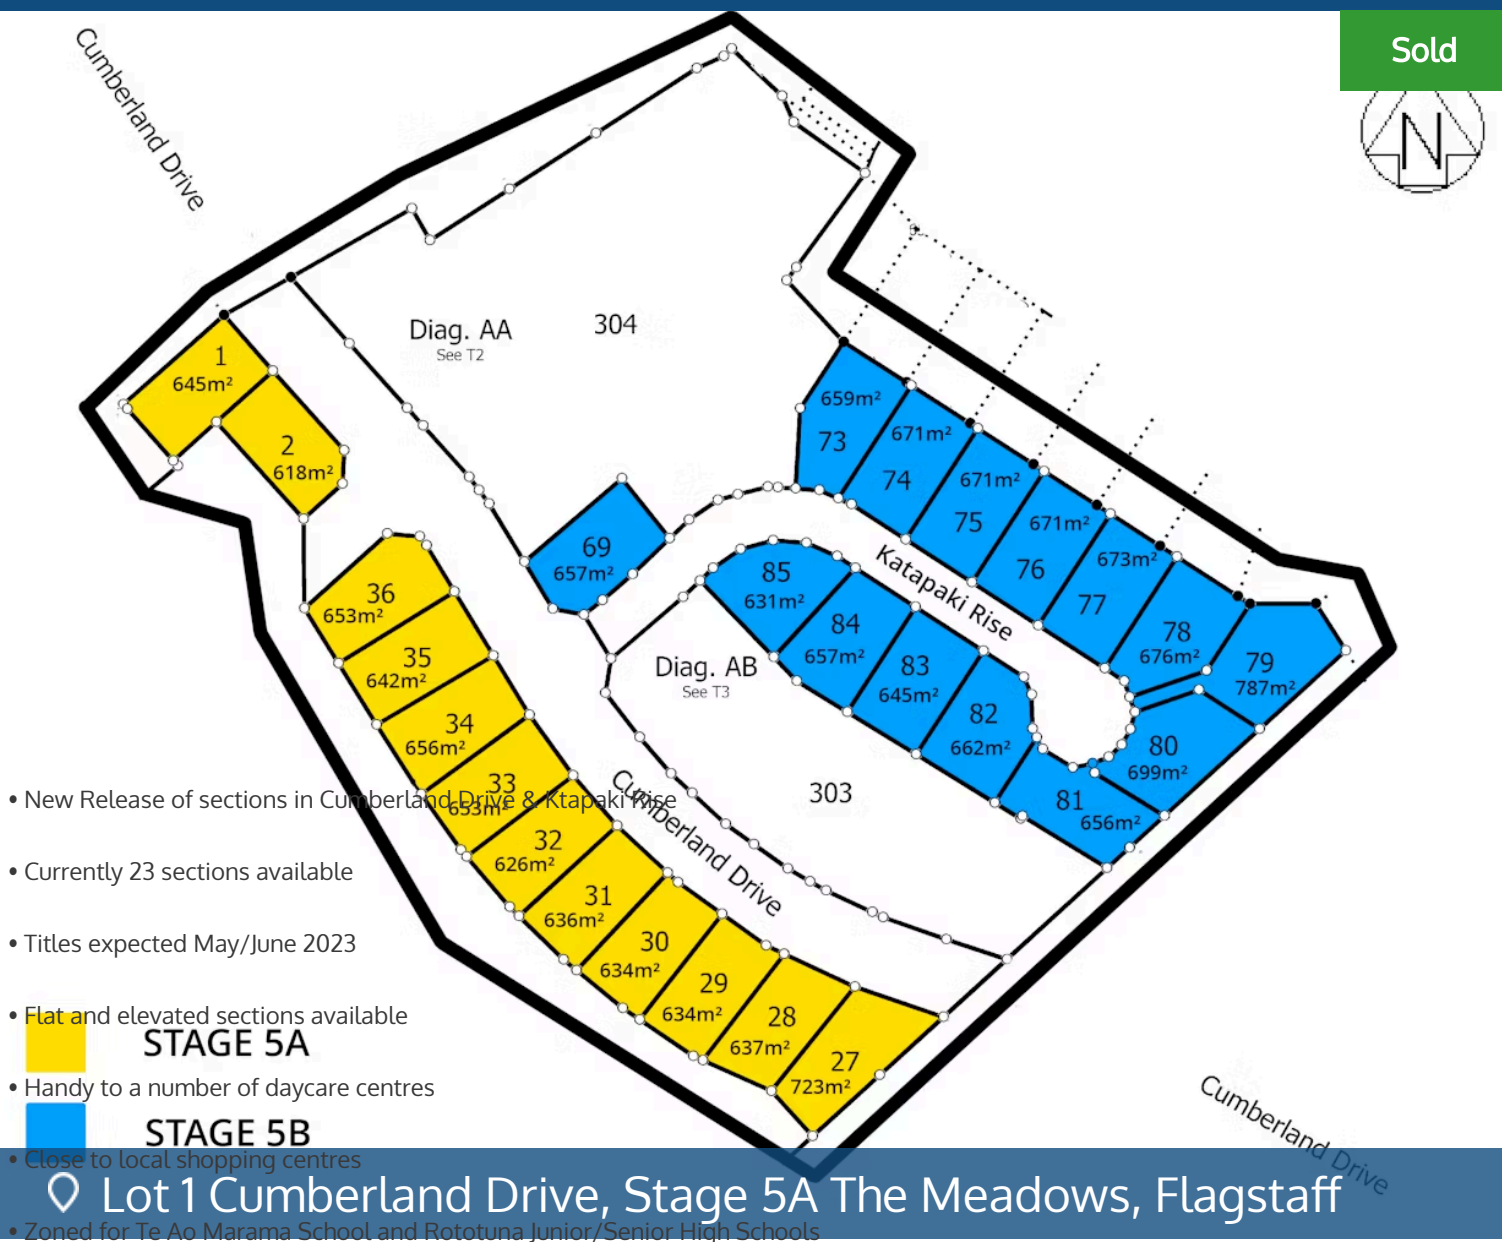 Cumberland Drive
Sold
N
Diag. AA
See T2
304
1
645m²
2
618m²
659m²
73
671m²
74
671m²
75
671m²
76
673m²
77
78
676m²
79
787m²
80
699m²
81
656m²
69
657m²
Katapaki Rise
85
631m²
84
657m²
83
645m²
82
662m²
Diag. AB
See T3
303
36
653m²
35
642m²
34
656m²
33
653m²
32
626m²
31
636m²
30
634m²
29
634m²
28
637m²
27
723m²
Cumberland Drive
• New Release of sections in Cumberland Drive & Ktapaki Rise
• Currently 23 sections available
• Titles expected May/June 2023
• Flat and elevated sections available
STAGE 5A
• Handy to a number of daycare centres
STAGE 5B
• Close to local shopping centres
Cumberland Drive
Lot 1 Cumberland Drive, Stage 5A The Meadows, Flagstaff
• Zoned for Te Ao Marama School and Rototuna Junior/Senior High Schools